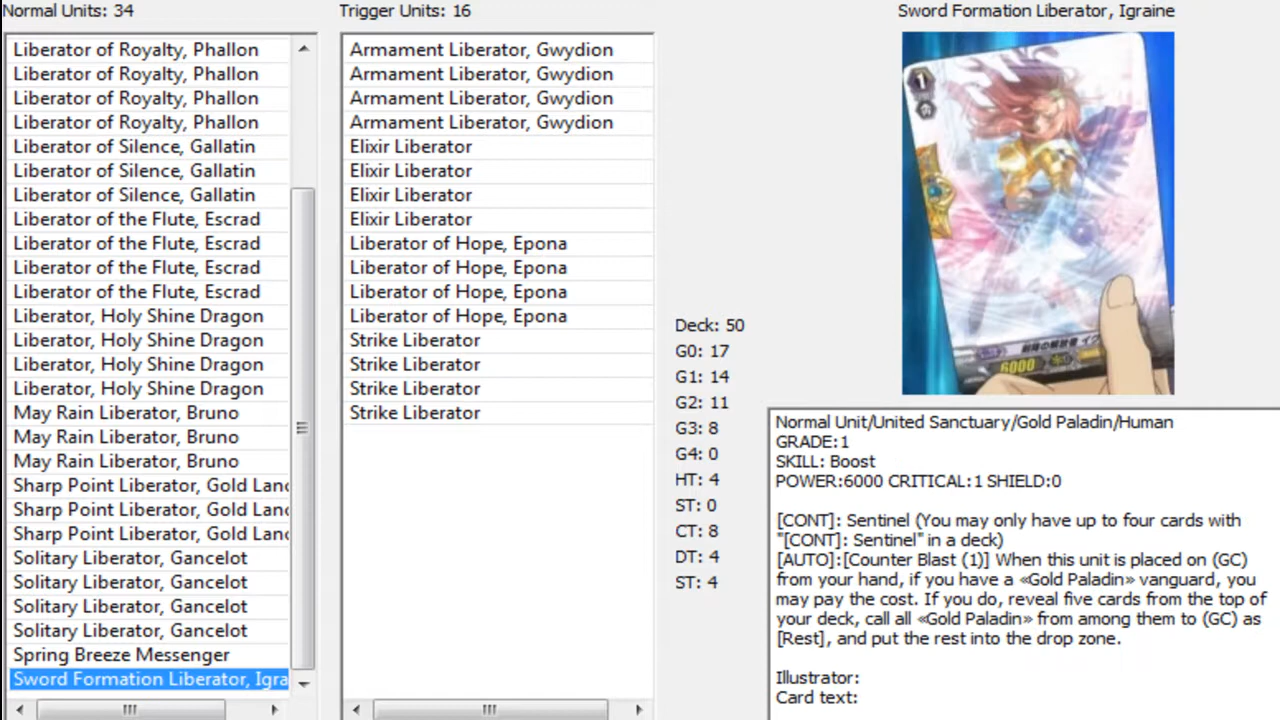 Normal Units: 34
Liberator of Royalty, Phallon
Liberator of Royalty, Phallon
Liberator of Royalty, Phallon
Liberator of Royalty, Phallon
Liberator of Silence, Gallatin
Liberator of Silence, Gallatin
Liberator of Silence, Gallatin
Liberator of the Flute, Escrad
Liberator of the Flute, Escrad
Liberator of the Flute, Escrad
Liberator of the Flute, Escrad
Liberator, Holy Shine Dragon
Liberator, Holy Shine Dragon
Liberator, Holy Shine Dragon
Liberator, Holy Shine Dragon
May Rain Liberator, Bruno
May Rain Liberator, Bruno
May Rain Liberator, Bruno
Sharp Point Liberator, Gold Lanc
Sharp Point Liberator, Gold Lanc
Sharp Point Liberator, Gold Lanc
Solitary Liberator, Gancelot
Solitary Liberator, Gancelot
Solitary Liberator, Gancelot
Solitary Liberator, Gancelot
Spring Breeze Messenger
Sword Formation Liberator, Igra
Trigger Units: 16
Armament Liberator, Gwydion
Armament Liberator, Gwydion
Armament Liberator, Gwydion
Armament Liberator, Gwydion
Elixir Liberator
Elixir Liberator
Elixir Liberator
Elixir Liberator
Liberator of Hope, Epona
Liberator of Hope, Epona
Liberator of Hope, Epona
Liberator of Hope, Epona
Strike Liberator
Strike Liberator
Strike Liberator
Strike Liberator
Deck: 50
G0: 17
G1: 14
G2: 11
G3: 8
G4: 0
HT: 4
ST: 0
CT: 8
DT: 4
ST: 4
Sword Formation Liberator, Igraine
1
6000
Normal Unit/United Sanctuary/Gold Paladin/Human
GRADE:1
SKILL: Boost
POWER:6000 CRITICAL:1 SHIELD:0
[CONT]: Sentinel (You may only have up to four cards with
"[CONT]: Sentinel" in a deck)
[AUTO]:[Counter Blast (1)] When this unit is placed on (GC)
from your hand, if you have a «Gold Paladin» vanguard, you
may pay the cost. If you do, reveal five cards from the top of
your deck, call all «Gold Paladin» from among them to (GC) as
[Rest], and put the rest into the drop zone.
Illustrator:
Card text: